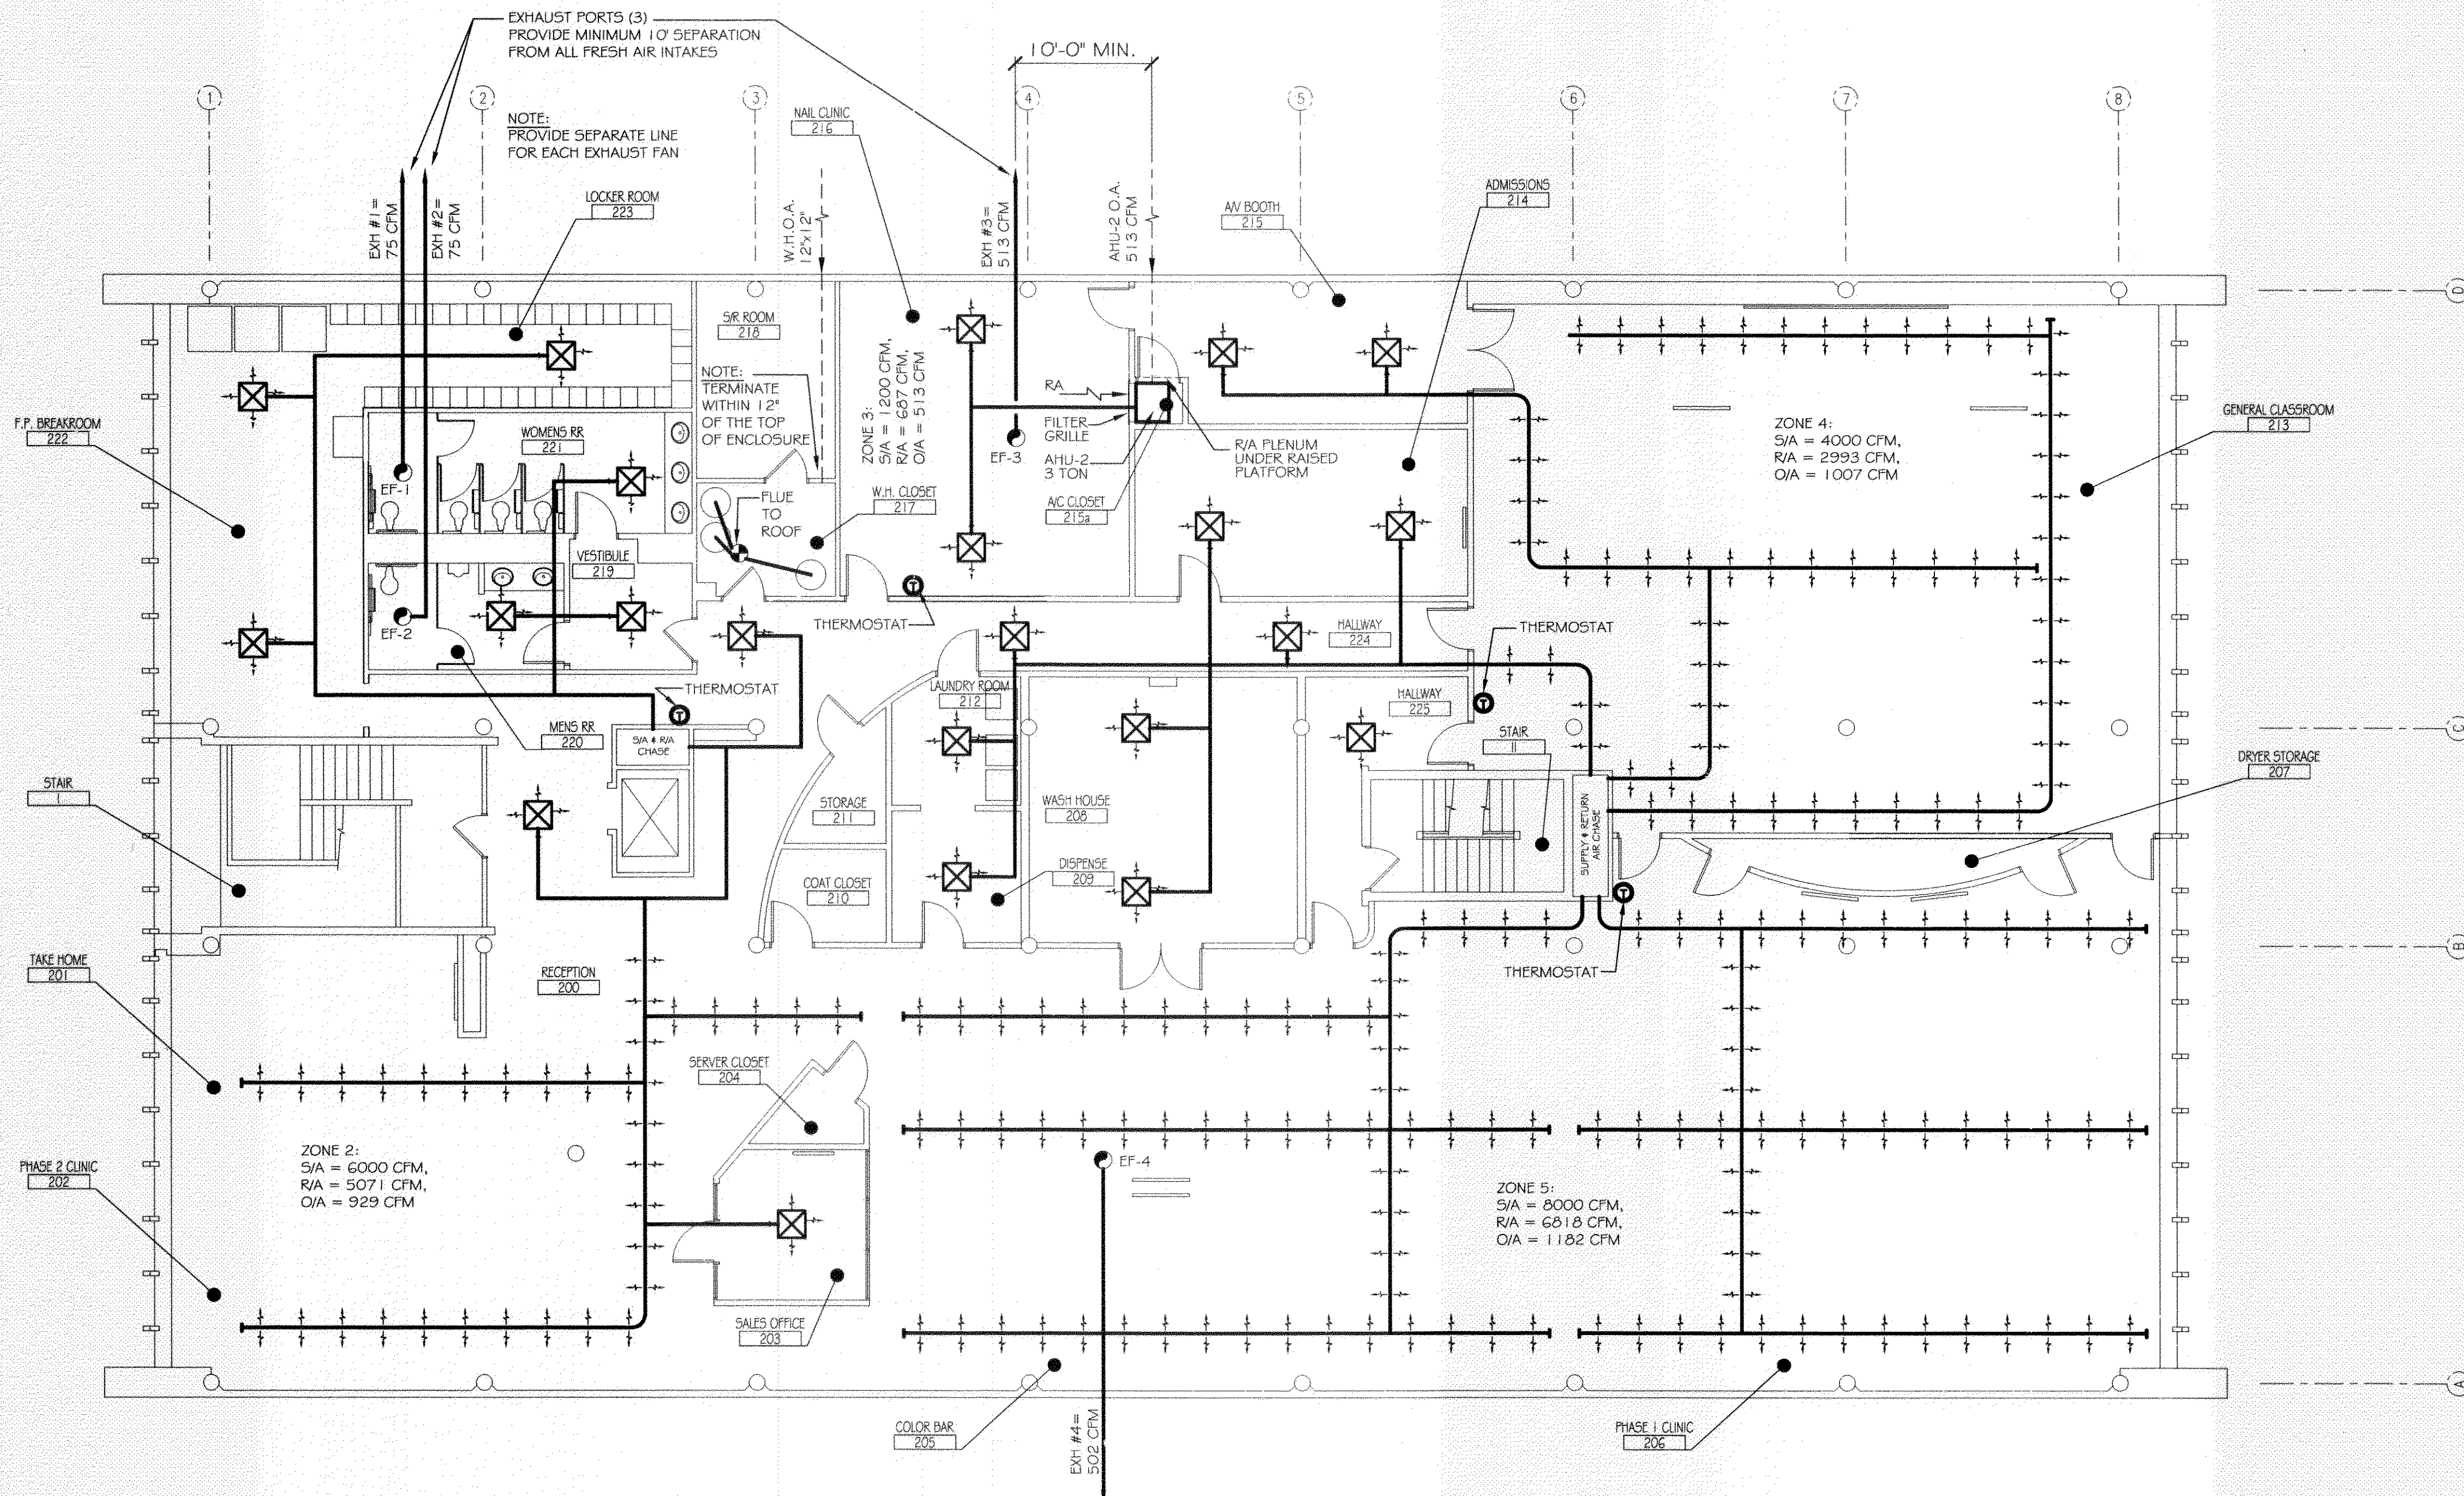 EXHAUST PORTS (3)
PROVIDE MINIMUM 10' SEPARATION
FROM ALL FRESH AIR INTAKES
10'-0" MIN.
1
2
3
4
5
6
7
8
NOTE:
PROVIDE SEPARATE LINE
FOR EACH EXHAUST FAN
NAIL CLINIC
216
LOCKER ROOM
223
EXH #1=
75 CFM
EXH #2=
75 CFM
W.H.O.A.
12"x12"
EXH #3=
513 CFM
AHU-2 O.A.
513 CFM
A/V BOOTH
215
ADMISSIONS
214
D
S/R ROOM
218
NOTE:
TERMINATE
WITHIN 12"
OF THE TOP
OF ENCLOSURE
ZONE 3:
S/A = 1200 CFM,
R/A = 687 CFM,
O/A = 513 CFM
RA
FILTER
GRILLE
EF-3
AHU-2
3 TON
R/A PLENUM
UNDER RAISED
PLATFORM
A/C CLOSET
215a
ZONE 4:
S/A = 4000 CFM,
R/A = 2993 CFM,
O/A = 1007 CFM
GENERAL CLASSROOM
213
F.P. BREAKROOM
222
WOMENS RR
221
EF-1
FLUE
TO
ROOF
W.H. CLOSET
217
VESTIBULE
219
EF-2
THERMOSTAT
HALLWAY
224
THERMOSTAT
THERMOSTAT
LAUNDRY ROOM
212
HALLWAY
225
MENS RR
220
S/A & R/A
CHASE
STAIR
II
C
DRYER STORAGE
207
STAIR
I
STORAGE
211
WASH HOUSE
208
SUPPLY & RETURN
AIR CHASE
COAT CLOSET
210
DISPENSE
209
B
TAKE HOME
201
RECEPTION
200
THERMOSTAT
SERVER CLOSET
204
ZONE 2:
S/A = 6000 CFM,
R/A = 5071 CFM,
O/A = 929 CFM
EF-4
PHASE 2 CLINIC
202
ZONE 5:
S/A = 8000 CFM,
R/A = 6818 CFM,
O/A = 1182 CFM
SALES OFFICE
203
A
COLOR BAR
205
EXH #4=
502 CFM
PHASE I CLINIC
206